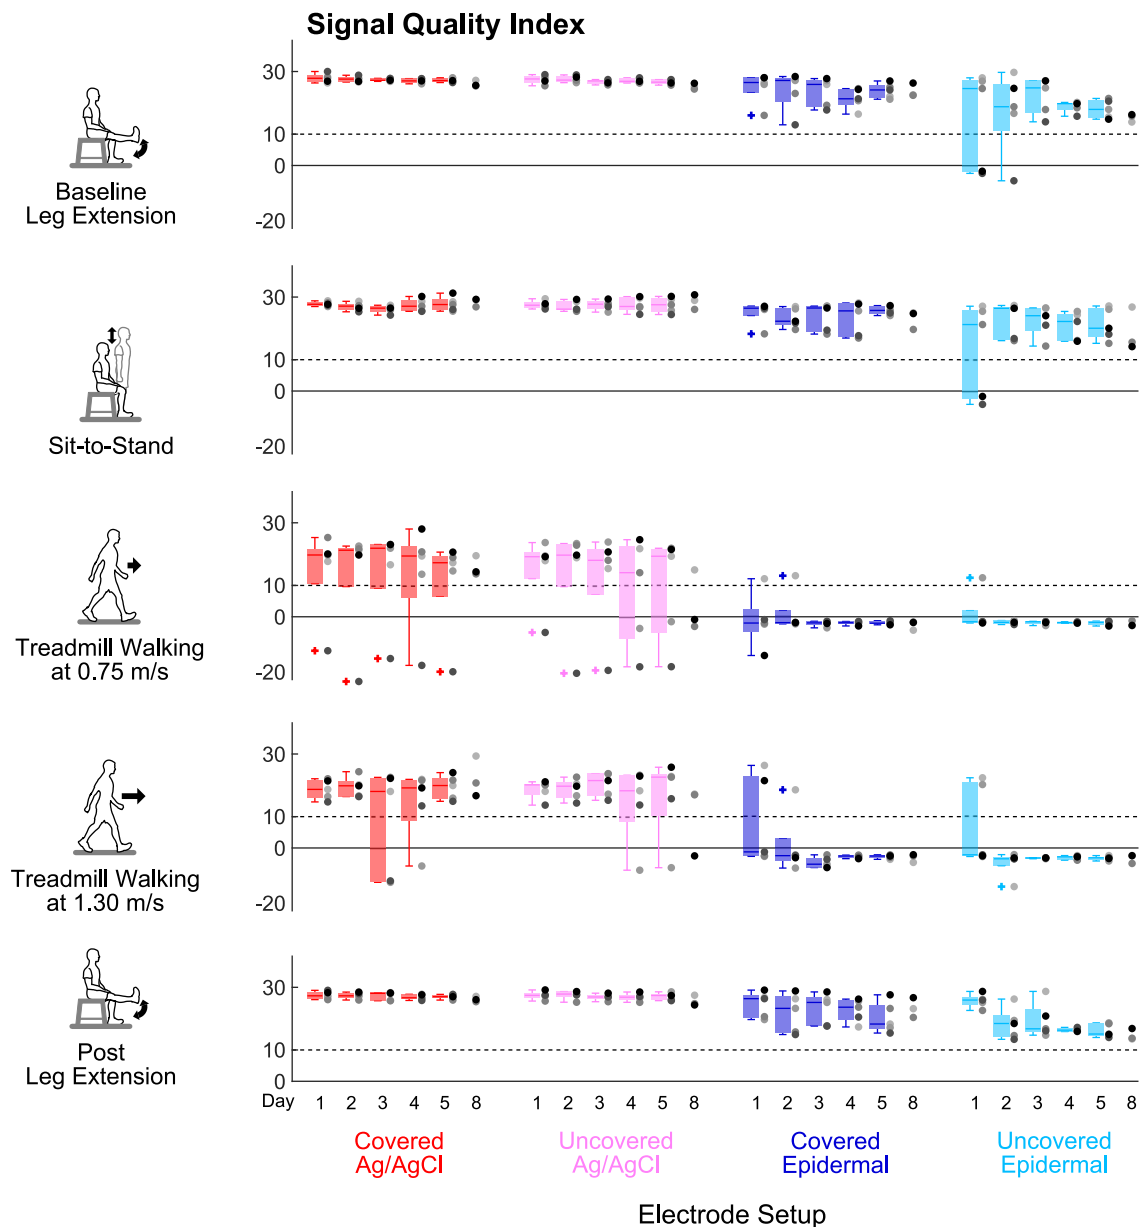 Signal Quality Index
30
10
0
-20
Baseline
Leg Extension
30
10
0
-20
Sit-to-Stand
30
10
0
-20
Treadmill Walking
at 0.75 m/s
30
10
0
-20
Treadmill Walking
at 1.30 m/s
30
10
0
Post
Leg Extension
Day 1 2 3 4 5 8 1 2 3 4 5 8 1 2 3 4 5 8 1 2 3 4 5 8
Covered Uncovered Covered Uncovered
Ag/AgCl Ag/AgCl Epidermal Epidermal
Electrode Setup